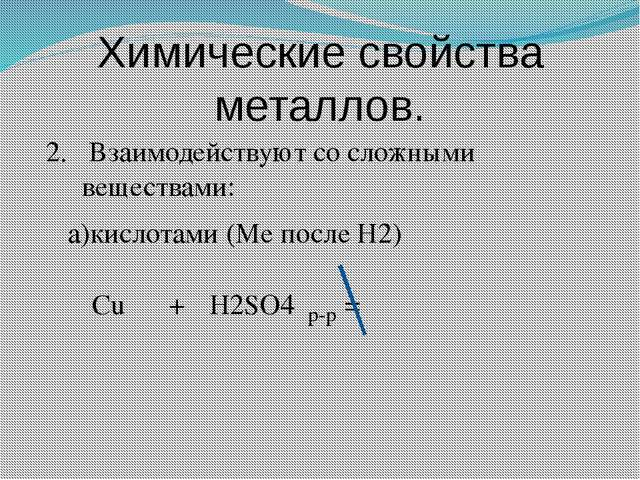 Химические свойства
металлов.
2. Взаимодействуют со сложными
веществами:
а)кислотами (Ме после Н2)
Cu + H2SO4 р-р =